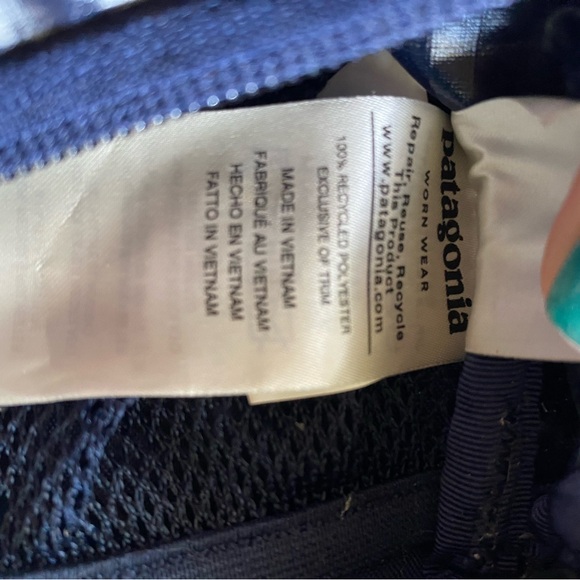 patagonia
WORN WEAR
Repair, Reuse, Recycle
This Product
www.patagonia.com
100% RECYCLED POLYESTER
EXCLUSIVE OF TRIM
MADE IN VIETNAM
FABRIQUÉ AU VIETNAM
HECHO EN VIETNAM
FATTO IN VIETNAM